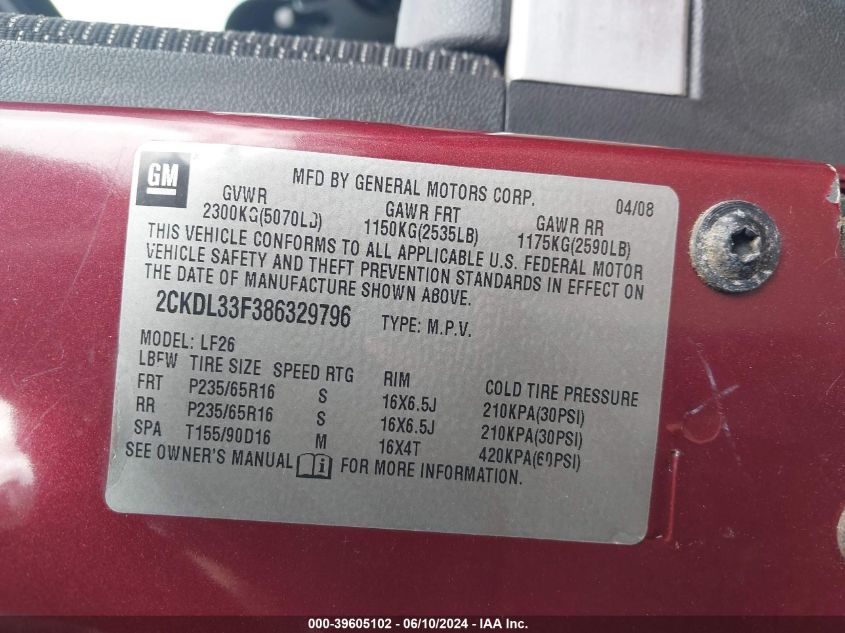 GM
MFD BY GENERAL MOTORS CORP. 04/08
GVWR GAWR FRT GAWR RR
2300KG(5070LB) 1150KG(2535LB) 1175KG(2590LB)
THIS VEHICLE CONFORMS TO ALL APPLICABLE U.S. FEDERAL MOTOR
VEHICLE SAFETY AND THEFT PREVENTION STANDARDS IN EFFECT ON
THE DATE OF MANUFACTURE SHOWN ABOVE.
2CKDL33F386329796 TYPE: M.P.V.
MODEL: LF26
LBFW TIRE SIZE SPEED RTG RIM COLD TIRE PRESSURE
FRT P235/65R16 S 16X6.5J 210KPA(30PSI)
RR P235/65R16 S 16X6.5J 210KPA(30PSI)
SPA T155/90D16 M 16X4T 420KPA(60PSI)
SEE OWNER'S MANUAL FOR MORE INFORMATION.
000-39605102 - 06/10/2024 - IAA Inc.